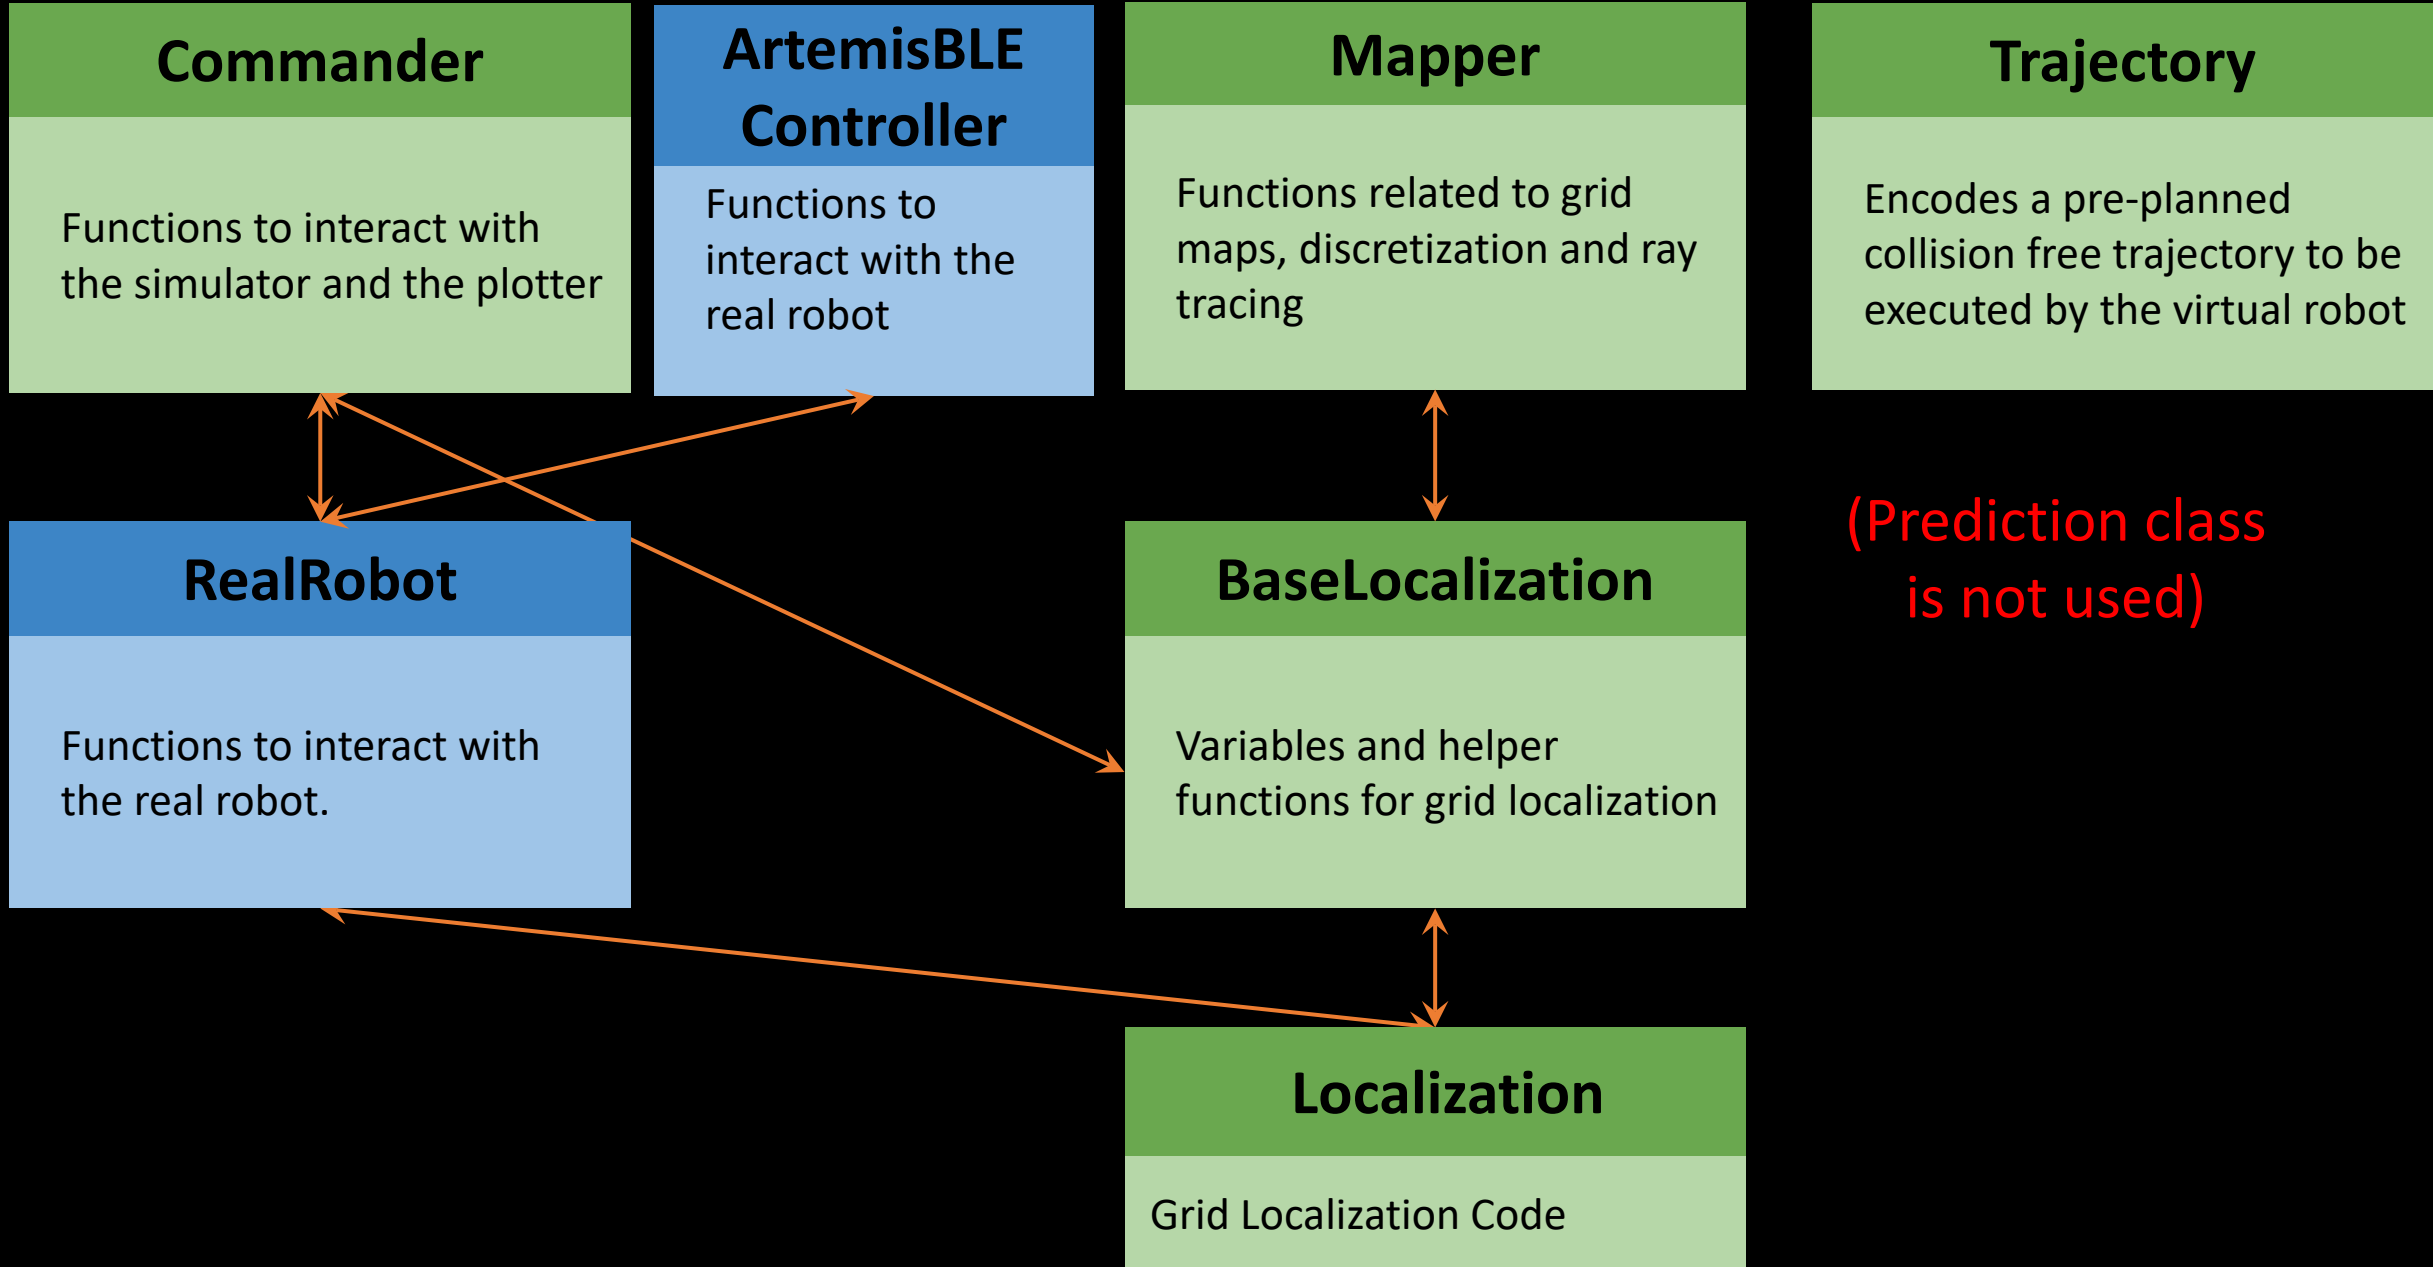 Commander
Functions to interact with
the simulator and the plotter
ArtemisBLE
Controller
Functions to
interact with the
real robot
Mapper
Functions related to grid
maps, discretization and ray
tracing
Trajectory
Encodes a pre-planned
collision free trajectory to be
executed by the virtual robot
RealRobot
Functions to interact with
the real robot.
BaseLocalization
Variables and helper
functions for grid localization
(Prediction class
is not used)
Localization
Grid Localization Code